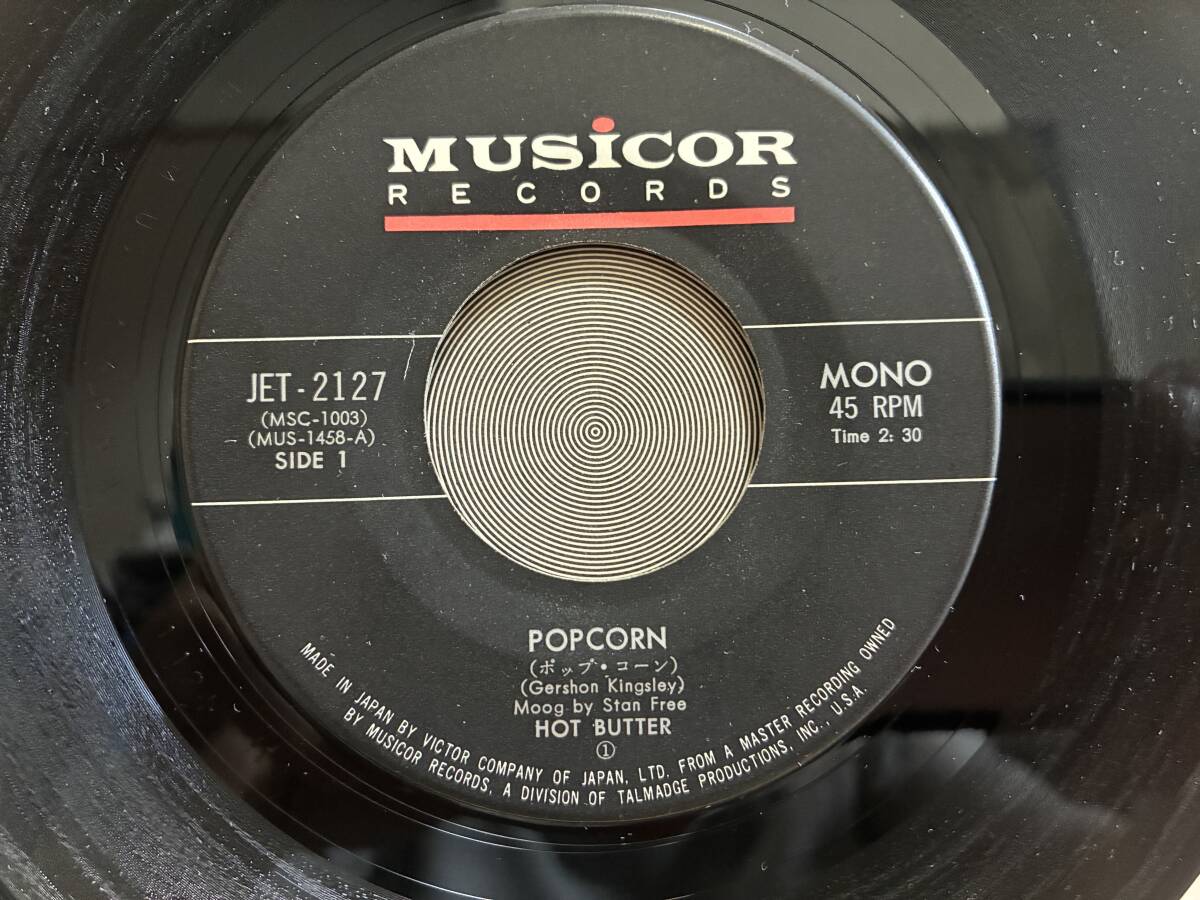 MUSiCOR
RECORDS
JET-2127
(MSC-1003)
(MUS-1458-A)
SIDE 1
MONO
45 RPM
Time 2: 30
POPCORN
(ポップ・コーン)
(Gershon Kingsley)
Moog by Stan Free
HOT BUTTER
①
MADE IN JAPAN BY VICTOR COMPANY OF JAPAN, LTD. FROM A MASTER RECORDING OWNED
BY MUSICOR RECORDS, A DIVISION OF TALMADGE PRODUCTIONS, INC., U.S.A.